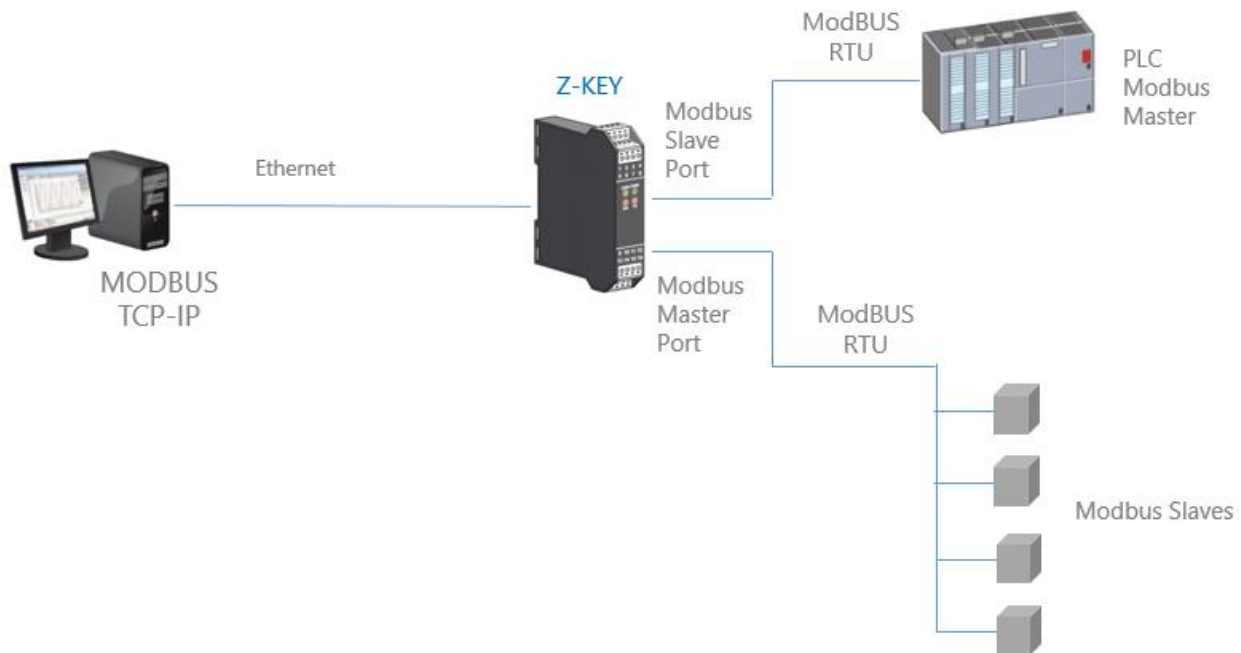 ModBUS
RTU
PLC
Modbus
Master
Z-KEY
Modbus
Slave
Port
Ethernet
MODBUS
TCP-IP
Modbus
Master
Port
ModBUS
RTU
Modbus Slaves